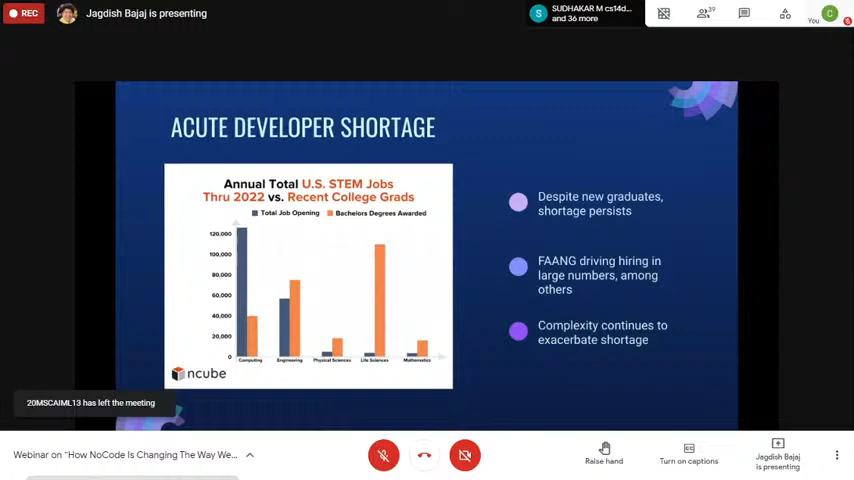 REC
Jagdish Bajaj is presenting
S
SUDHAKAR M cs14d...
and 36 more
39
C
You
ACUTE DEVELOPER SHORTAGE
Annual Total U.S. STEM Jobs
Thru 2022 vs. Recent College Grads
Total Job Opening
Bachelors Degrees Awarded
120,000
100,000
80,000
60,000
40,000
20,000
0
Computing
Engineering
Physical Sciences
Life Sciences
Mathematics
ncube
Despite new graduates,
shortage persists
FAANG driving hiring in
large numbers, among
others
Complexity continues to
exacerbate shortage
20MSCAIML13 has left the meeting
Webinar on "How NoCode Is Changing The Way We...
Raise hand
Turn on captions
Jagdish Bajaj
is presenting